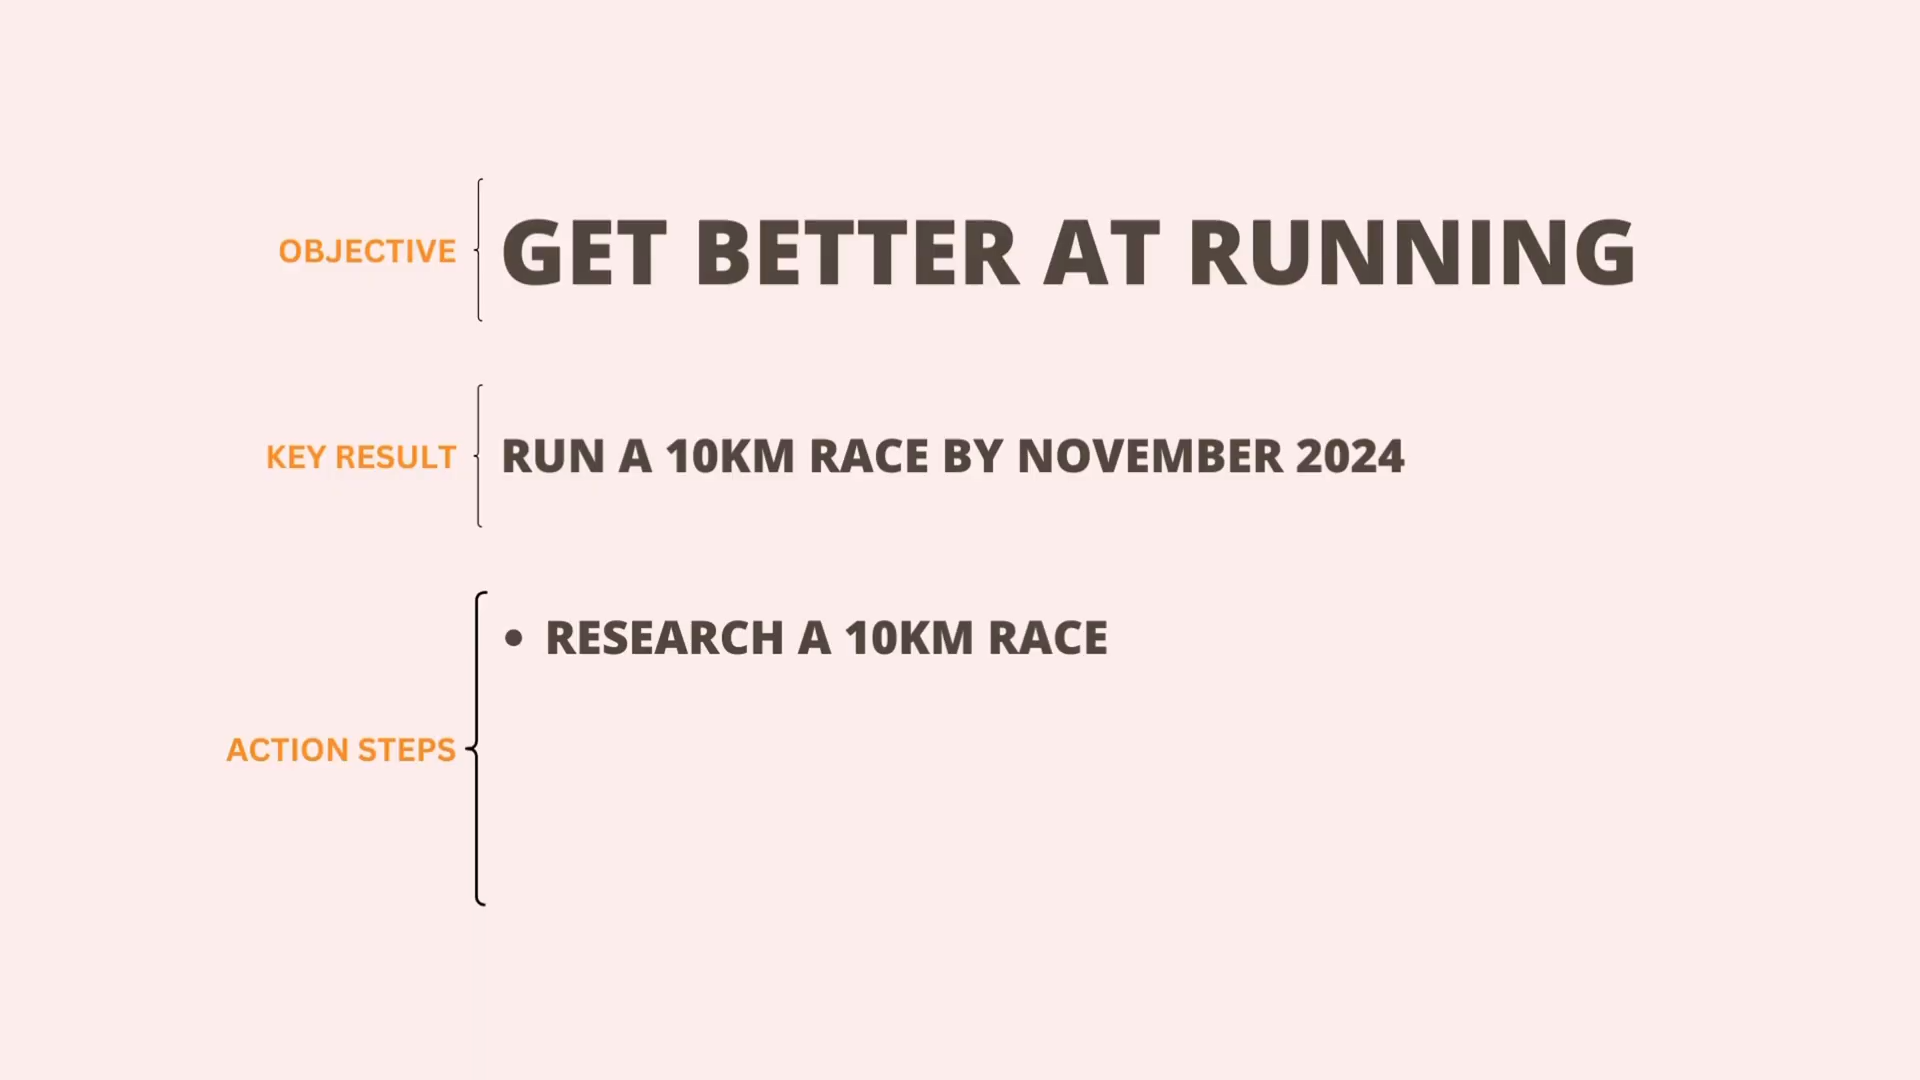 OBJECTIVE
GET BETTER AT RUNNING
KEY RESULT
RUN A 10KM RACE BY NOVEMBER 2024
ACTION STEPS
• RESEARCH A 10KM RACE